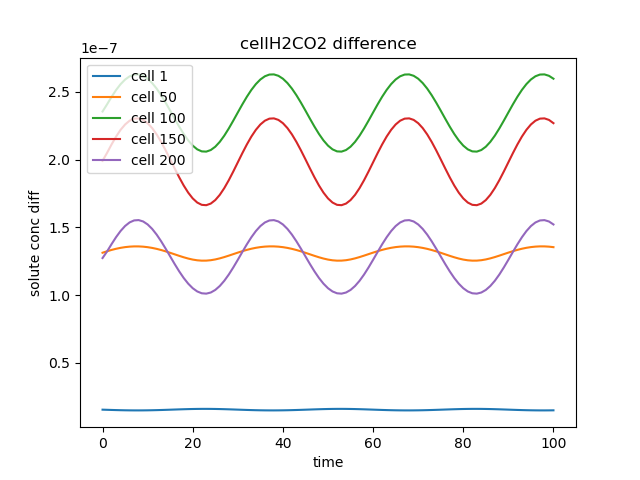 cellH2CO2 difference
1e−7
cell 1
cell 50
cell 100
cell 150
cell 200
2.5
2.0
1.5
1.0
0.5
solute conc diff
0 20 40 60 80 100
time